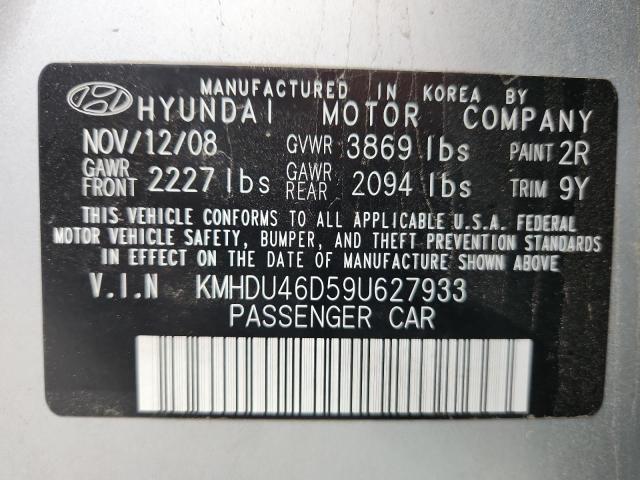 MANUFACTURED IN KOREA BY
HYUNDAI MOTOR COMPANY
NOV/12/08 GVWR 3869 lbs PAINT 2R
GAWR FRONT 2227 lbs GAWR REAR 2094 lbs TRIM 9Y
THIS VEHICLE CONFORMS TO ALL APPLICABLE U.S.A. FEDERAL
MOTOR VEHICLE SAFETY, BUMPER, AND THEFT PREVENTION STANDARDS
IN EFFECT ON THE DATE OF MANUFACTURE SHOWN ABOVE
V.I.N KMHDU46D59U627933
PASSENGER CAR